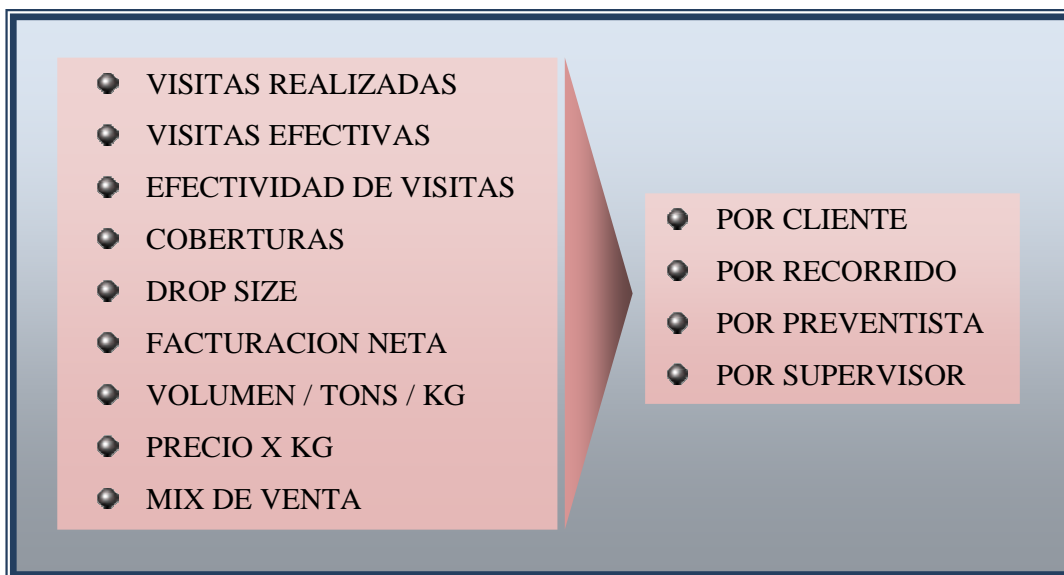 VISITAS REALIZADAS
VISITAS EFECTIVAS
EFECTIVIDAD DE VISITAS
COBERTURAS
DROP SIZE
FACTURACION NETA
VOLUMEN / TONS / KG
PRECIO X KG
MIX DE VENTA
POR CLIENTE
POR RECORRIDO
POR PREVENTISTA
POR SUPERVISOR